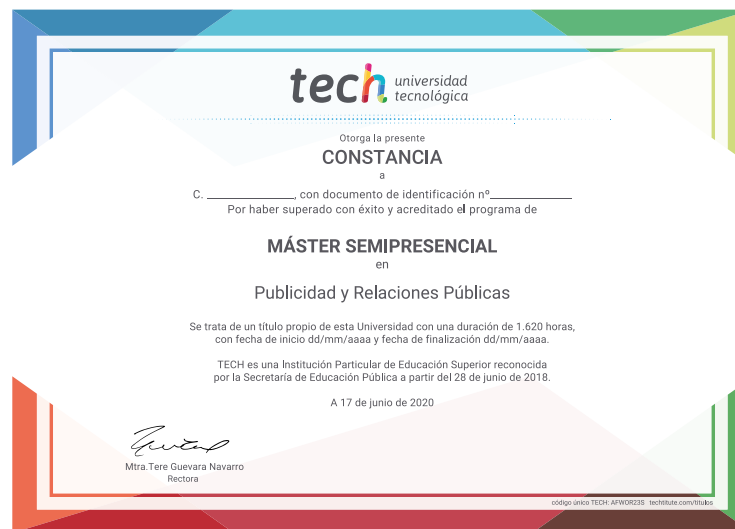 tech universidad
tecnológica
Otorga la presente
CONSTANCIA
a
C. ________________, con documento de identificación nº______________
Por haber superado con éxito y acreditado el programa de
MÁSTER SEMIPRESENCIAL
en
Publicidad y Relaciones Públicas
Se trata de un título propio de esta Universidad con una duración de 1.620 horas,
con fecha de inicio dd/mm/aaaa y fecha de finalización dd/mm/aaaa.
TECH es una Institución Particular de Educación Superior reconocida
por la Secretaría de Educación Pública a partir del 28 de junio de 2018.
A 17 de junio de 2020
Mtra.Tere Guevara Navarro
Rectora
código único TECH: AFWOR23S techtitute.com/titulos